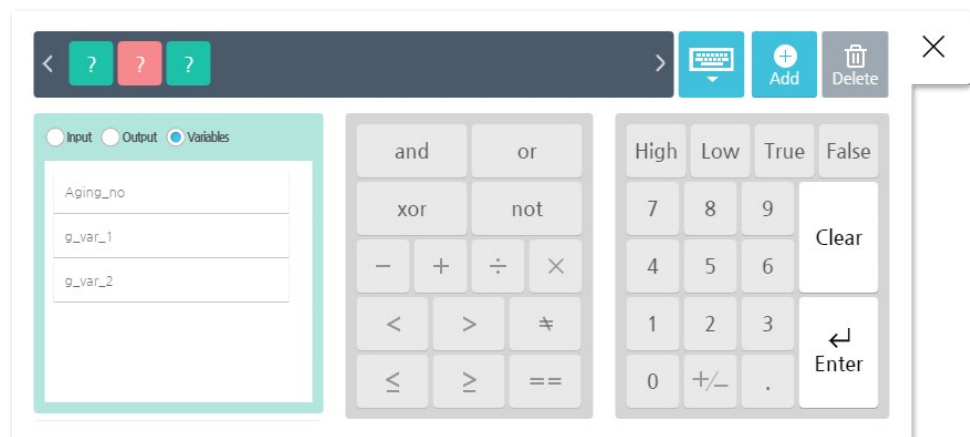 ? ? ?
Add
Delete
Input Output Variables
Aging_no
g_var_1
g_var_2
and or
xor not
− + ÷ ×
< > ≠
≤ ≥ ==
High Low True False
7 8 9
Clear
4 5 6
1 2 3
Enter
0 +/− .